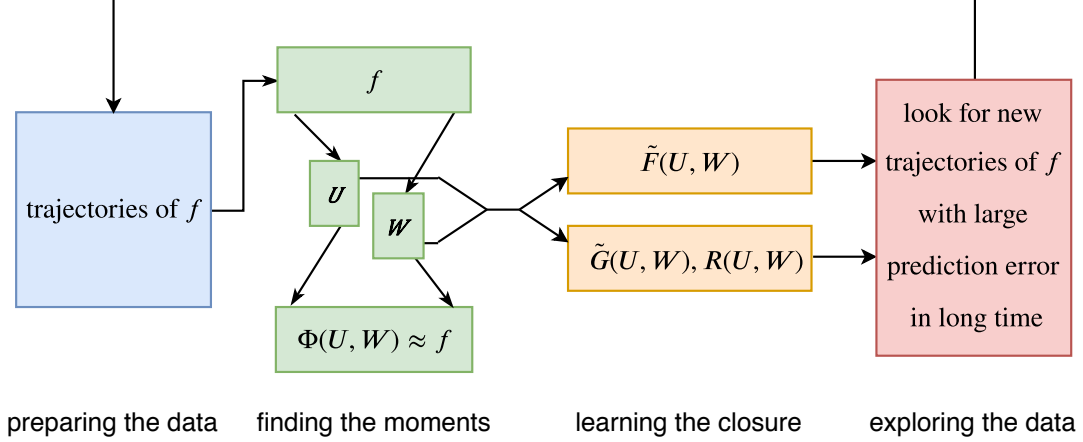 trajectories of f
f
U
W
Φ(U, W) ≈ f
F̃(U, W)
G̃(U, W), R(U, W)
look for new
trajectories of f
with large
prediction error
in long time
preparing the data
finding the moments
learning the closure
exploring the data